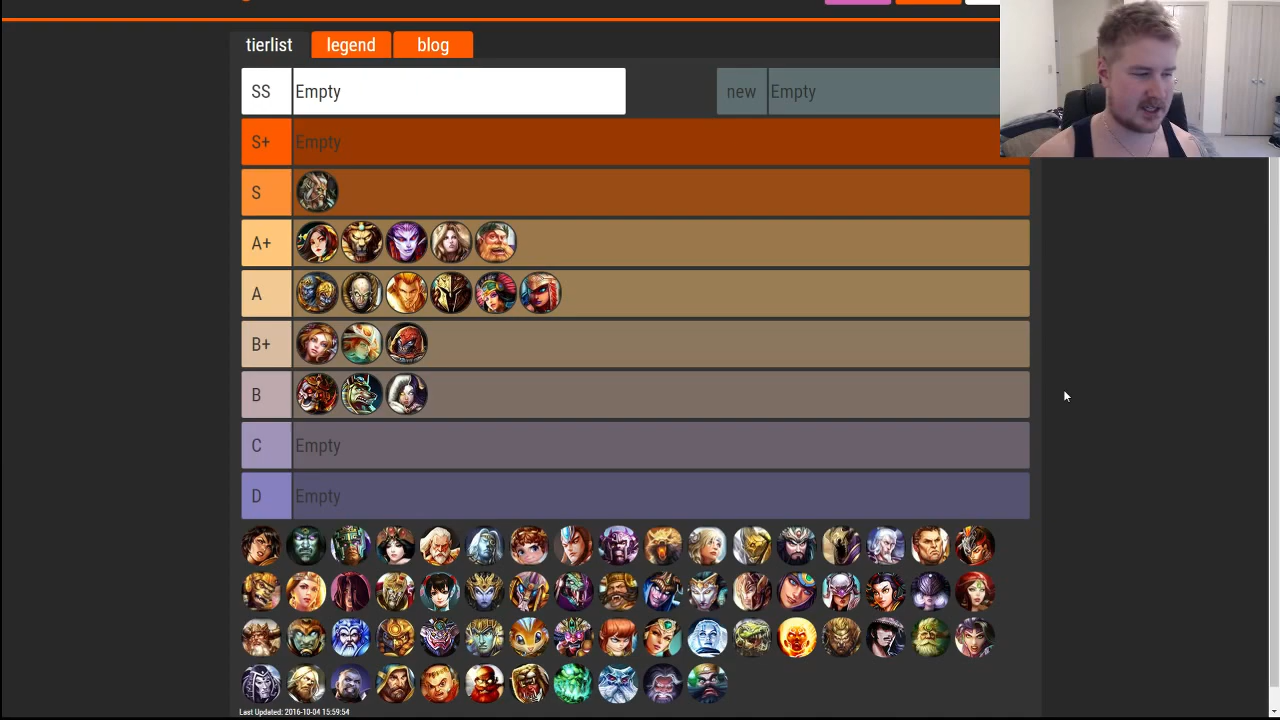 tierlist legend blog
SS Empty new Empty
S+ Empty
S
A+
A
B+
B
C Empty
D Empty
Last Updated: 2016-10-04 15:59:54